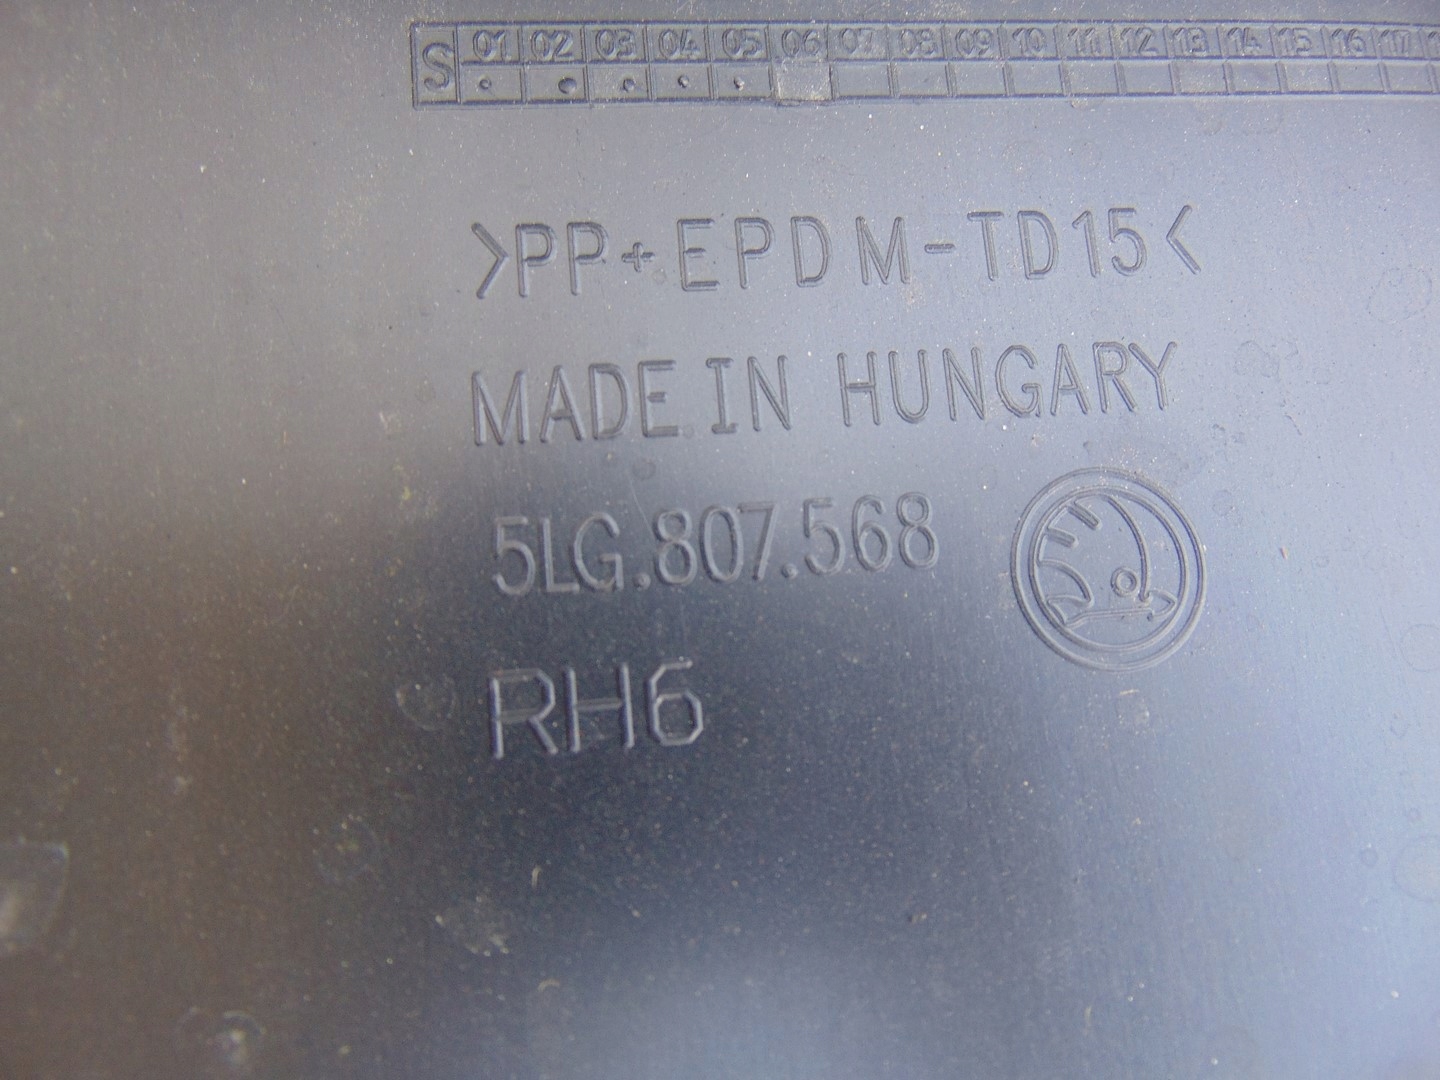 S 01 02 03 04 05 06 07 08 09 10 11 12 13 14 15 16 17
>PP+EPDM-TD15<
MADE IN HUNGARY
5LG.807.568
RH6